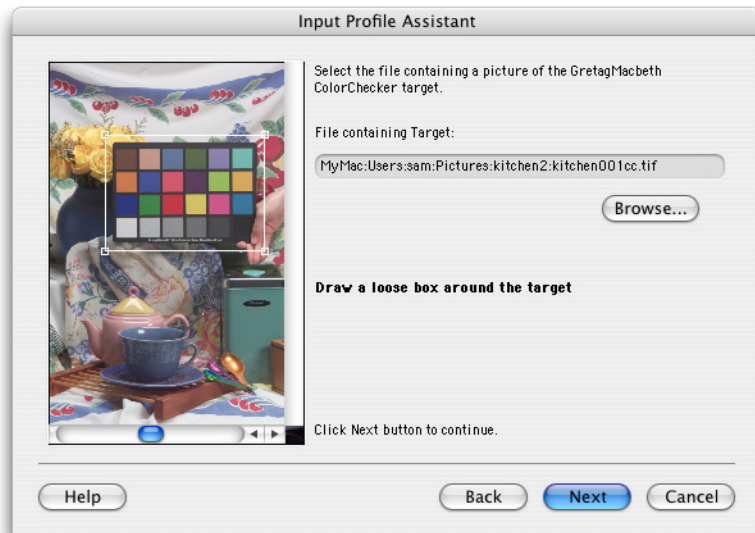 Input Profile Assistant
Select the file containing a picture of the GretagMacbeth
ColorChecker target.
File containing Target:
MyMac:Users:sam:Pictures:kitchen2:kitchen001cc.tif
Browse...
Draw a loose box around the target
Click Next button to continue.
Help
Back
Next
Cancel